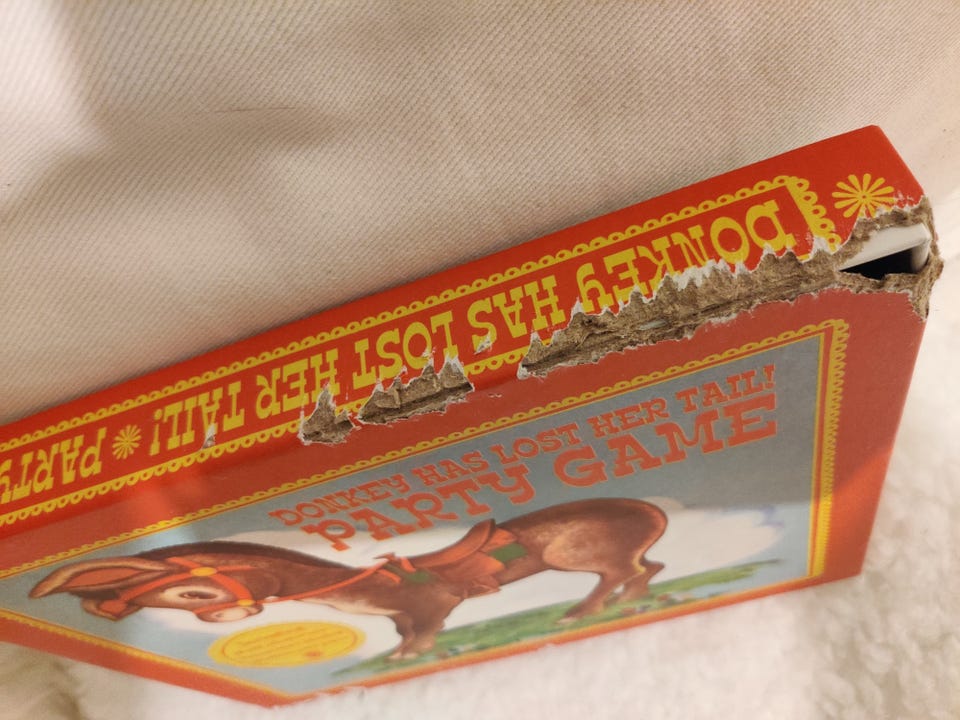 DONKEY HAS LOST HER TAIL! * PARTY
DONKEY HAS LOST HER TAIL!
PARTY GAME